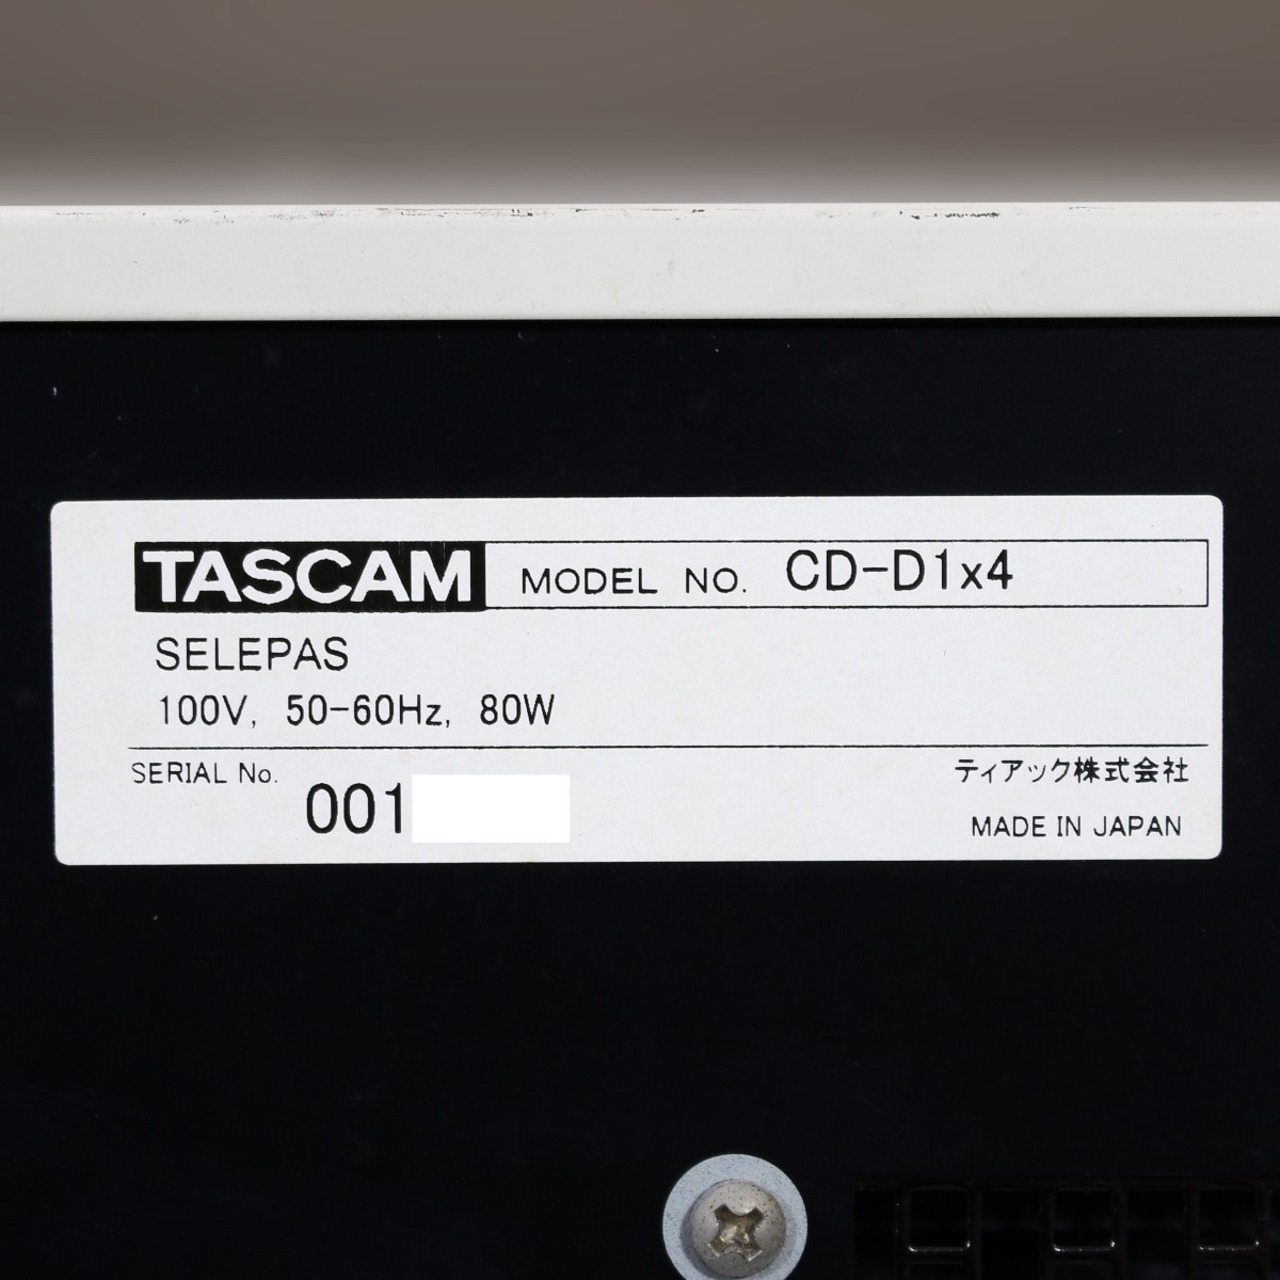 TASCAM MODEL NO. CD-D1x4
SELEPAS
100V, 50-60Hz, 80W
SERIAL No. 001
ティアック株式会社
MADE IN JAPAN